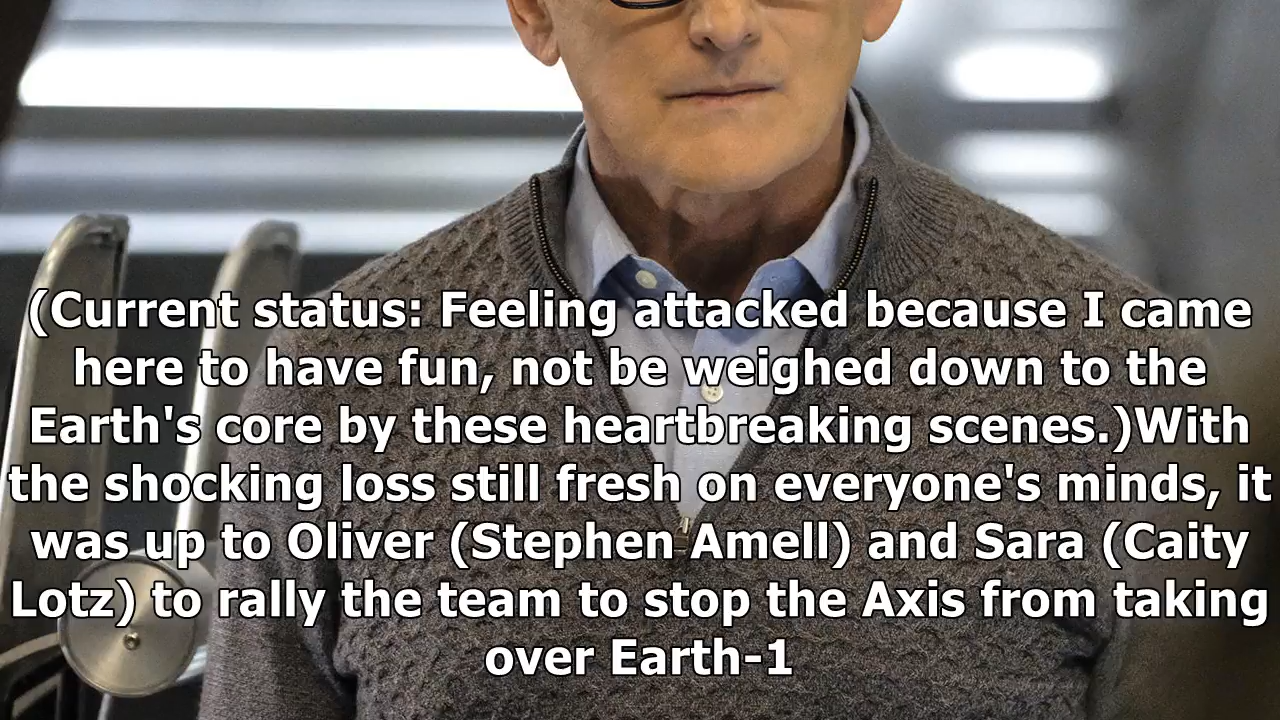 (Current status: Feeling attacked because I came
here to have fun, not be weighed down to the
Earth's core by these heartbreaking scenes.)With
the shocking loss still fresh on everyone's minds, it
was up to Oliver (Stephen Amell) and Sara (Caity
Lotz) to rally the team to stop the Axis from taking
over Earth-1